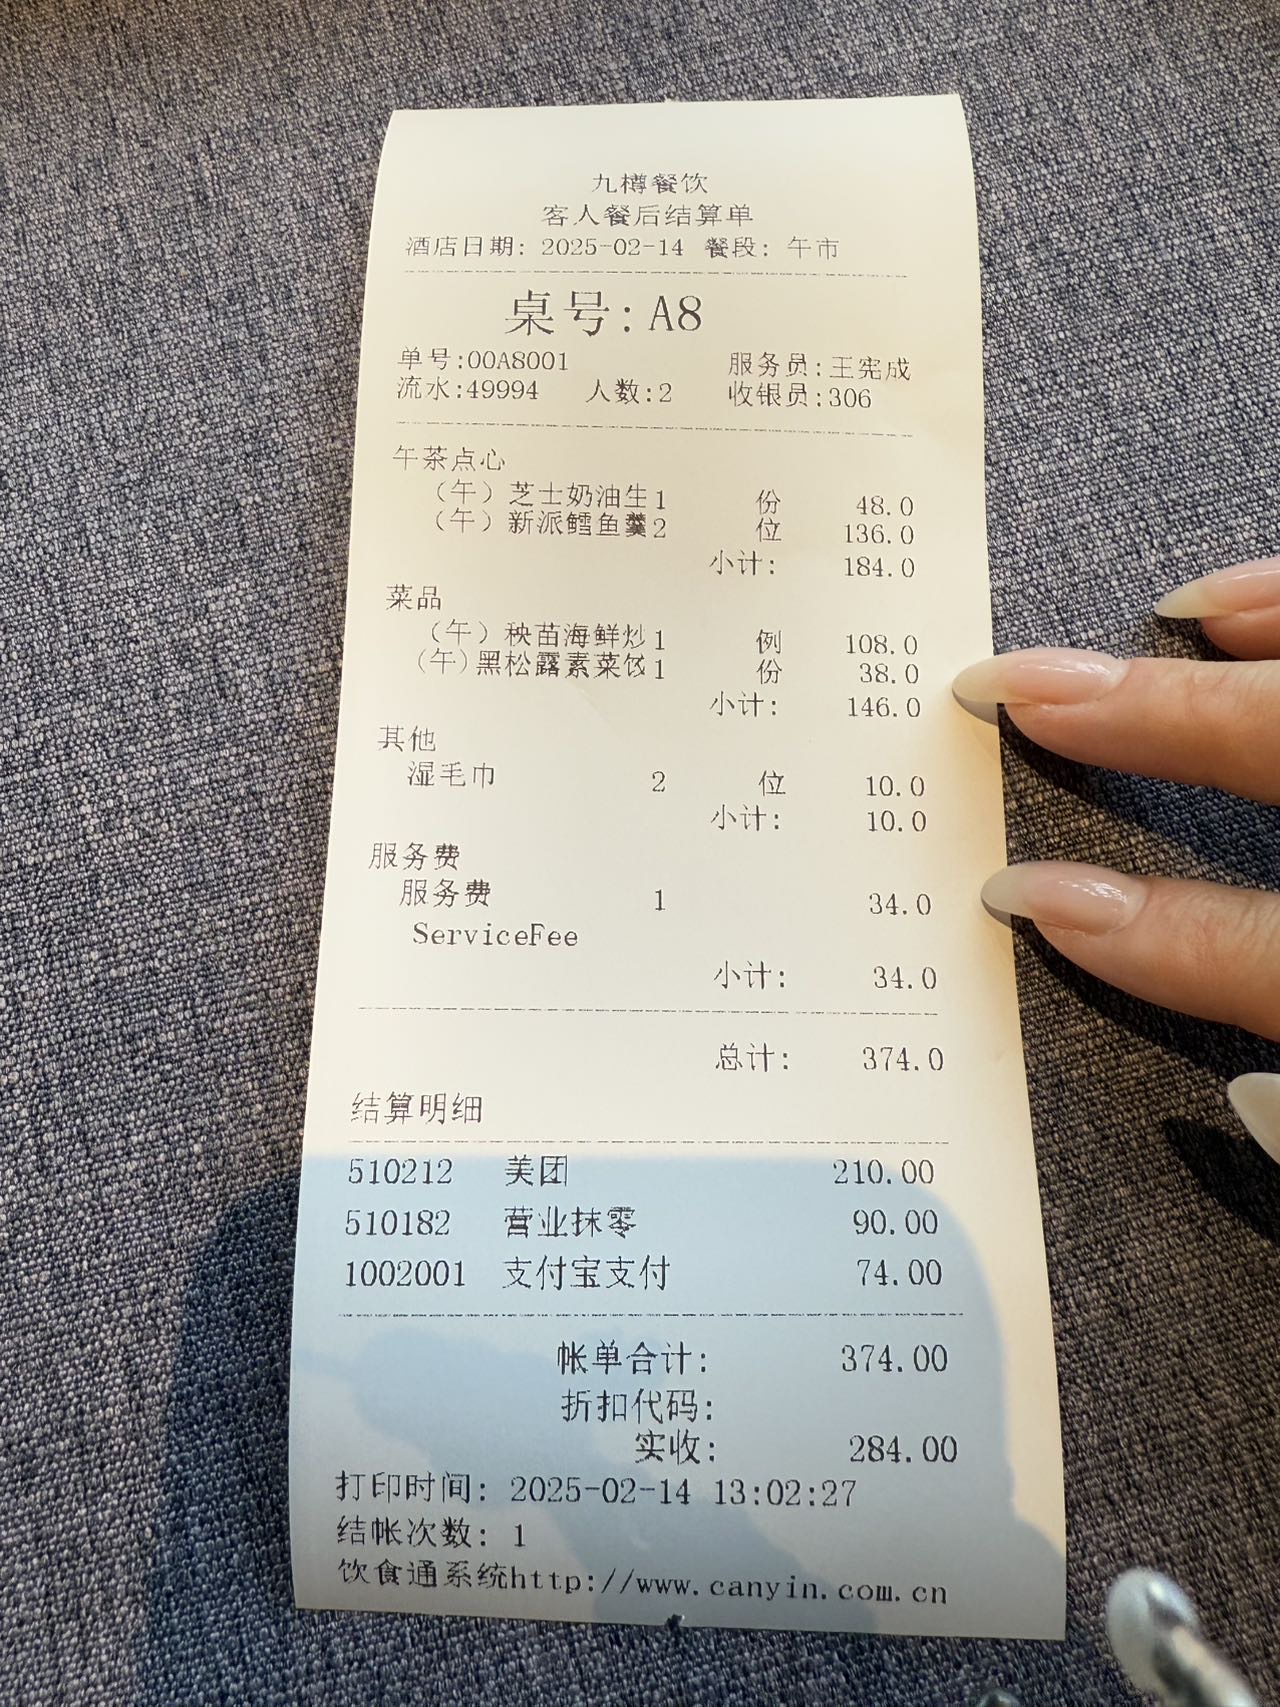 九樽餐饮
客人餐后结算单
酒店日期: 2025-02-14 餐段: 午市
桌号: A8
单号:00A8001 服务员:王宪成
流水:49994 人数:2 收银员:306
午茶点心
(午) 芝士奶油生1 份 48.0
(午) 新派鳕鱼羹2 位 136.0
小计: 184.0
菜品
(午) 秧苗海鲜炒1 例 108.0
(午)黑松露素菜饺1 份 38.0
小计: 146.0
其他
湿毛巾 2 位 10.0
小计: 10.0
服务费
服务费 1 34.0
ServiceFee
小计: 34.0
总计: 374.0
结算明细
510212 美团 210.00
510182 营业抹零 90.00
1002001 支付宝支付 74.00
帐单合计: 374.00
折扣代码:
实收: 284.00
打印时间: 2025-02-14 13:02:27
结帐次数: 1
饮食通系统http://www.canyin.com.cn